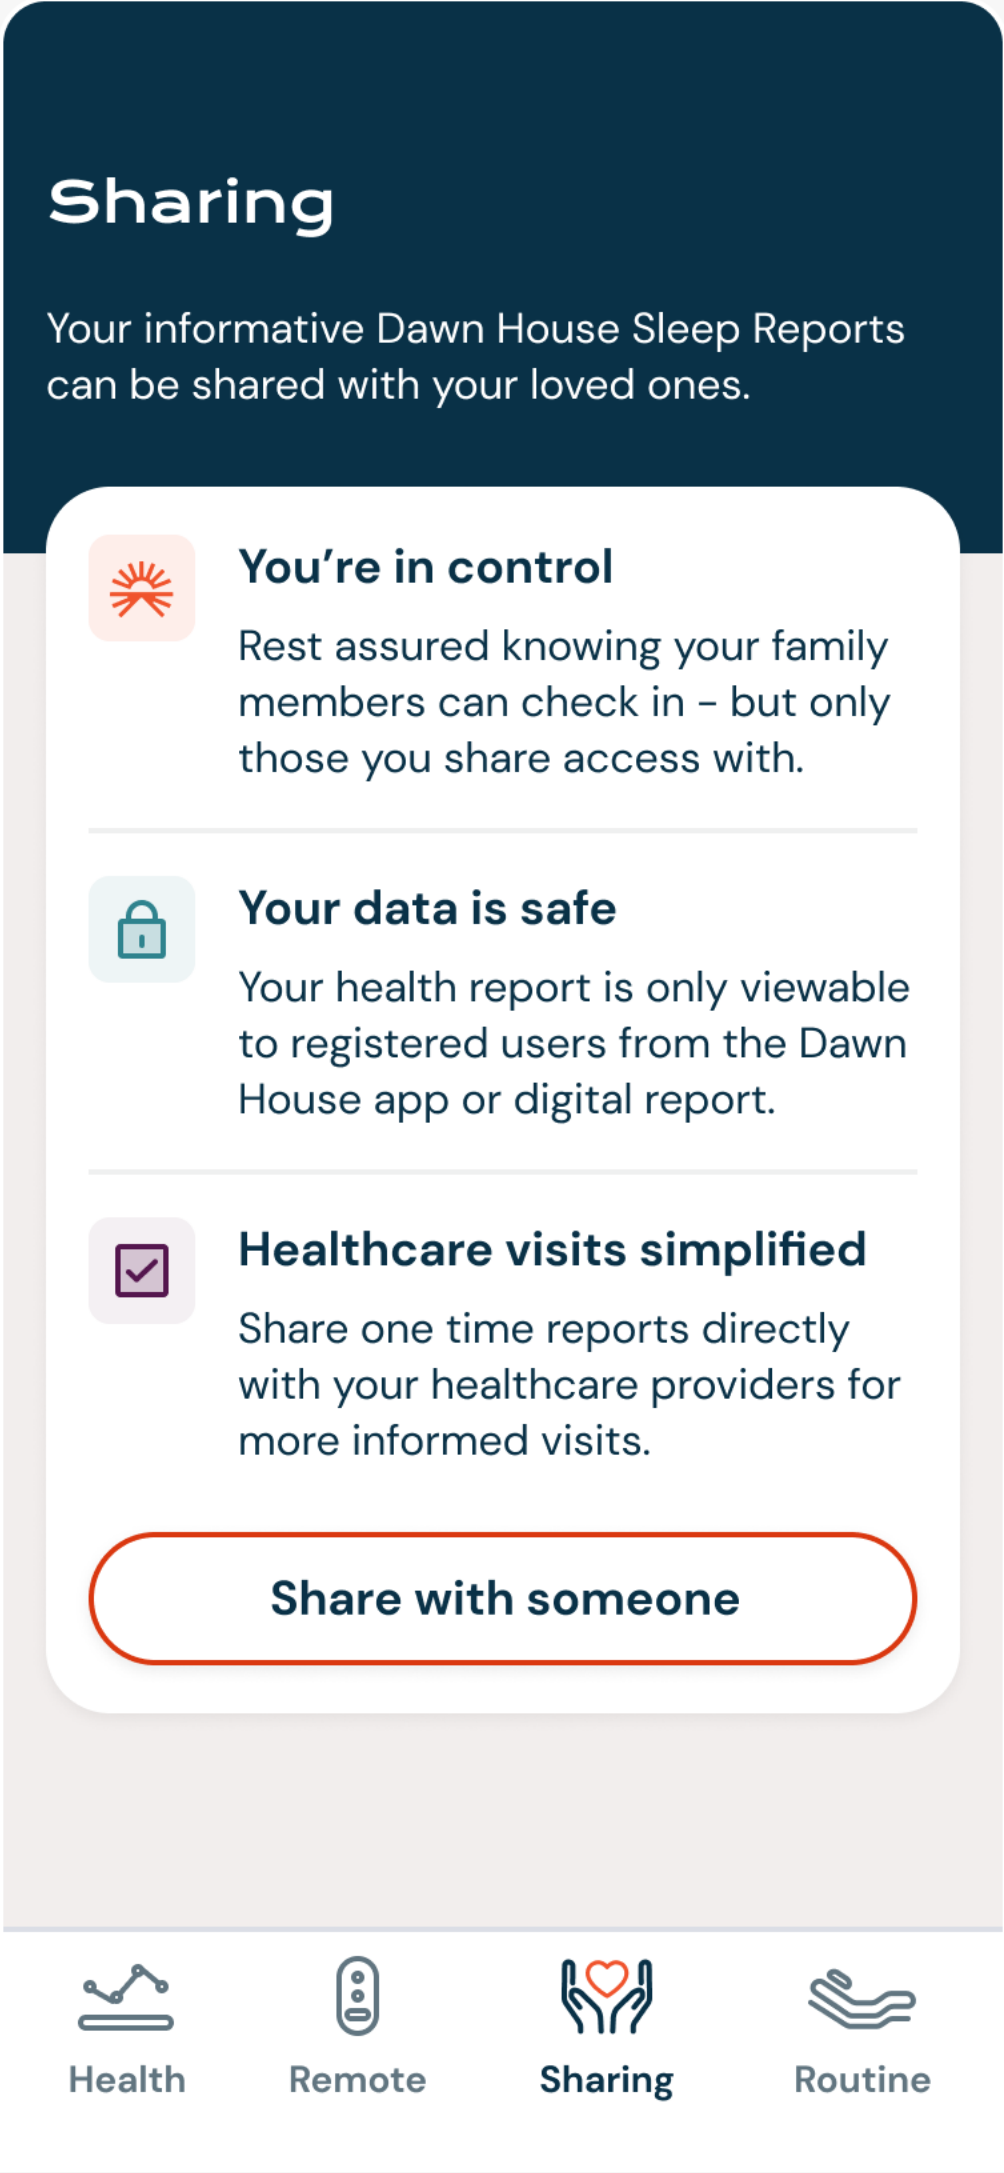 Sharing
Your informative Dawn House Sleep Reports
can be shared with your loved ones.
You’re in control
Rest assured knowing your family
members can check in - but only
those you share access with.
Your data is safe
Your health report is only viewable
to registered users from the Dawn
House app or digital report.
Healthcare visits simplified
Share one time reports directly
with your healthcare providers for
more informed visits.
Share with someone
Health Remote Sharing Routine